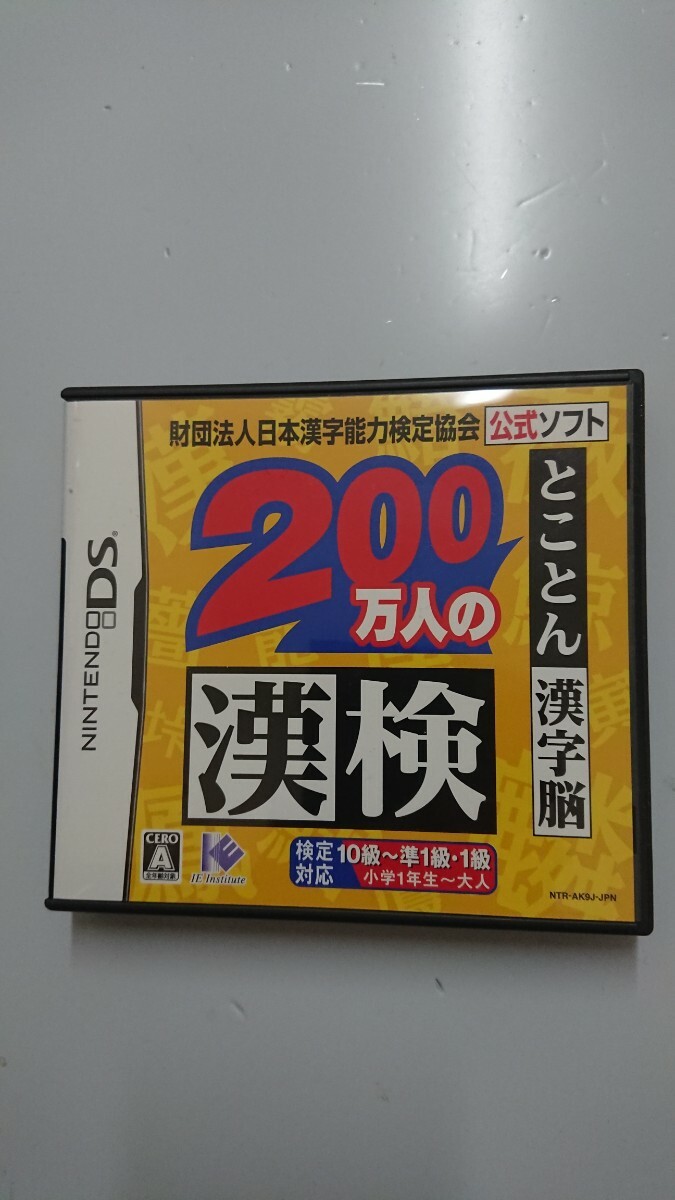 財団法人日本漢字能力検定協会 公式ソフト
200
万人の
漢検
とことん漢字脳
NINTENDO DS®
CERO
A
全年齢対象
IE Institute
検定対応 10級～準1級・1級
小学1年生～大人
NTR-AK9J-JPN